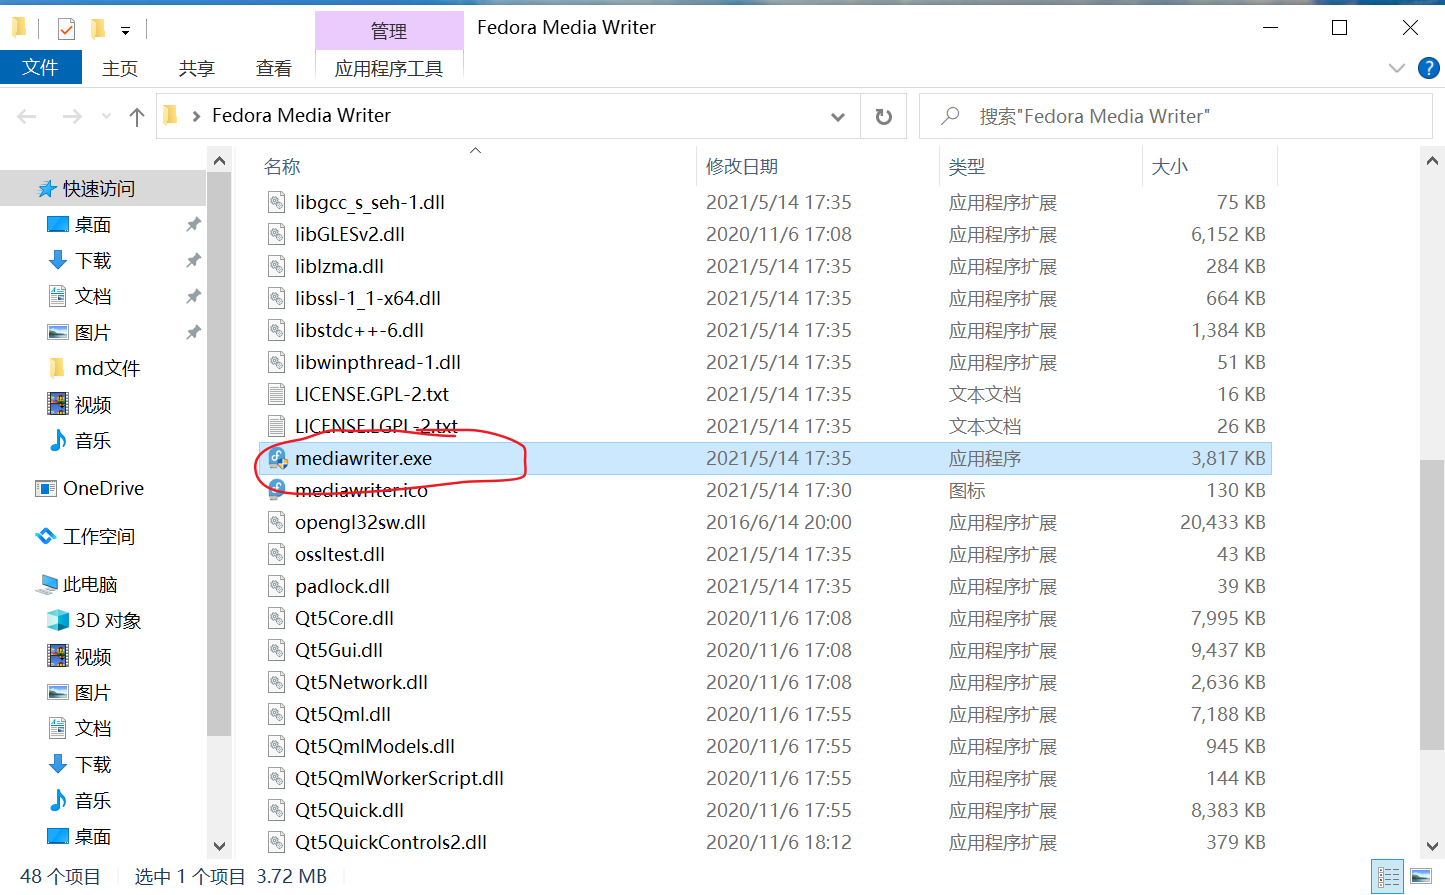 管理
Fedora Media Writer
文件
主页
共享
查看
应用程序工具
Fedora Media Writer
搜索"Fedora Media Writer"
快速访问
桌面
下载
文档
图片
md文件
视频
音乐
OneDrive
工作空间
此电脑
3D 对象
视频
图片
文档
下载
音乐
桌面
名称 修改日期 类型 大小
libgcc_s_seh-1.dll 2021/5/14 17:35 应用程序扩展 75 KB
libGLESv2.dll 2020/11/6 17:08 应用程序扩展 6,152 KB
liblzma.dll 2021/5/14 17:35 应用程序扩展 284 KB
libssl-1_1-x64.dll 2021/5/14 17:35 应用程序扩展 664 KB
libstdc++-6.dll 2021/5/14 17:35 应用程序扩展 1,384 KB
libwinpthread-1.dll 2021/5/14 17:35 应用程序扩展 51 KB
LICENSE.GPL-2.txt 2021/5/14 17:35 文本文档 16 KB
LICENSE.LGPL-2.txt 2021/5/14 17:35 文本文档 26 KB
mediawriter.exe 2021/5/14 17:35 应用程序 3,817 KB
mediawriter.ico 2021/5/14 17:30 图标 130 KB
opengl32sw.dll 2016/6/14 20:00 应用程序扩展 20,433 KB
ossltest.dll 2021/5/14 17:35 应用程序扩展 43 KB
padlock.dll 2021/5/14 17:35 应用程序扩展 39 KB
Qt5Core.dll 2020/11/6 17:08 应用程序扩展 7,995 KB
Qt5Gui.dll 2020/11/6 17:08 应用程序扩展 9,437 KB
Qt5Network.dll 2020/11/6 17:08 应用程序扩展 2,636 KB
Qt5Qml.dll 2020/11/6 17:55 应用程序扩展 7,188 KB
Qt5QmlModels.dll 2020/11/6 17:55 应用程序扩展 945 KB
Qt5QmlWorkerScript.dll 2020/11/6 17:55 应用程序扩展 144 KB
Qt5Quick.dll 2020/11/6 17:55 应用程序扩展 8,383 KB
Qt5QuickControls2.dll 2020/11/6 18:12 应用程序扩展 379 KB
48 个项目 选中 1 个项目 3.72 MB